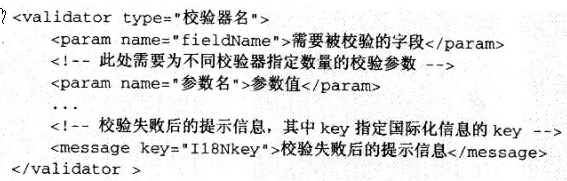 <validator type="校验器名">
<param name="fieldName">需要被校验的字段</param>
<!-- 此处需要为不同校验器指定数量的校验参数 -->
<param name="参数名">参数值</param>
...
<!-- 校验失败后的提示信息，其中 key 指定国际化信息的 key -->
<message key="I18Nkey">校验失败后的提示信息</message>
</validator >